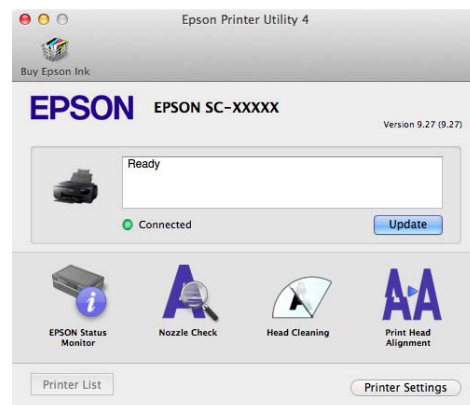 Epson Printer Utility 4
Buy Epson Ink
EPSON
EPSON SC-XXXXX
Version 9.27 (9.27)
Ready
Connected
Update
EPSON Status
Monitor
Nozzle Check
Head Cleaning
Print Head
Alignment
Printer List
Printer Settings